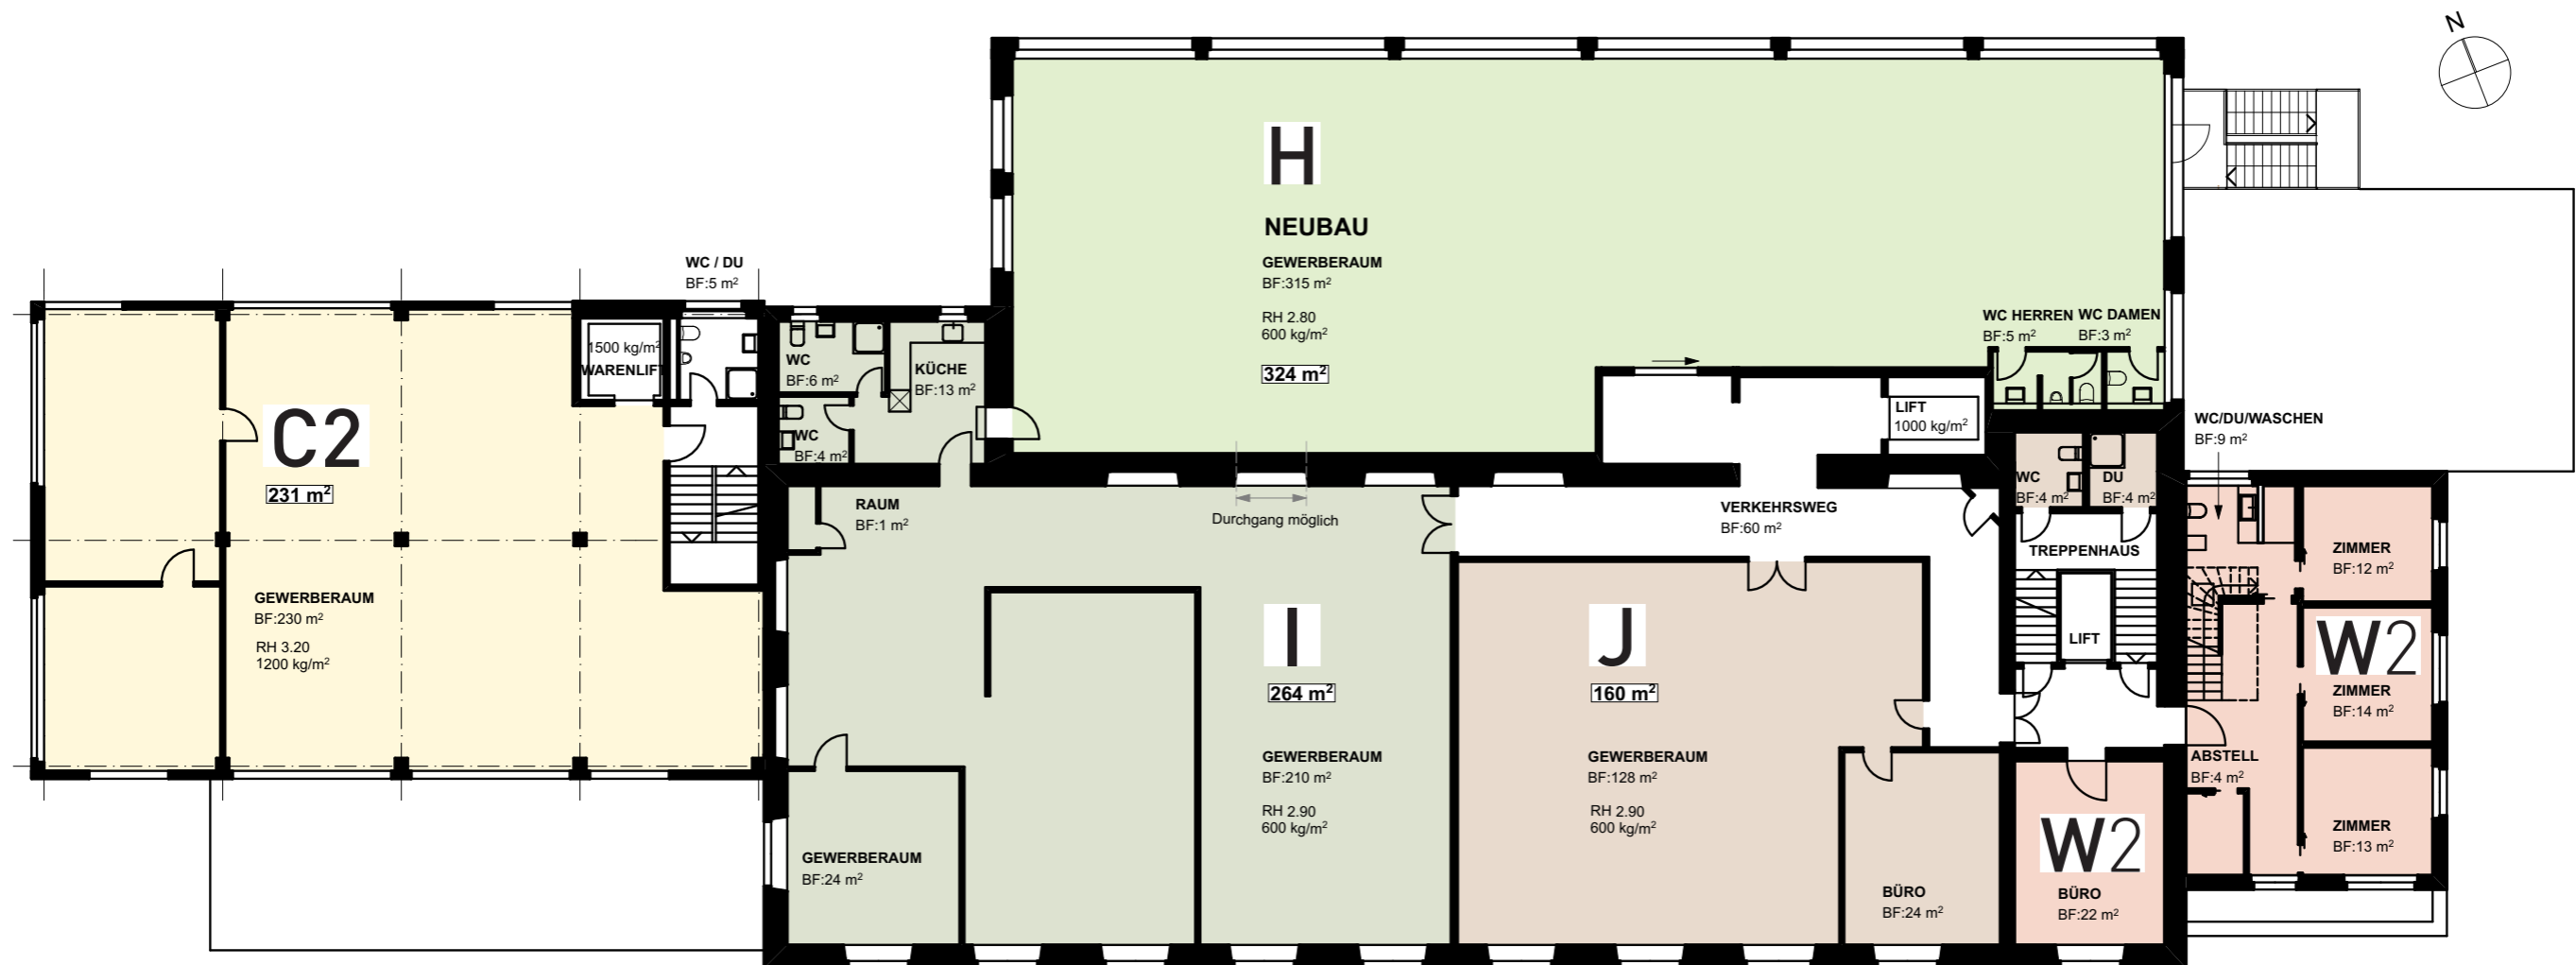 N
H
NEUBAU
GEWERBERAUM
BF:315 m²
RH 2.80
600 kg/m²
324 m²
WC HERREN
BF:5 m²
WC DAMEN
BF:3 m²
WC / DU
BF:5 m²
1500 kg/m²
WARENLIFT
WC
BF:6 m²
KÜCHE
BF:13 m²
WC
BF:4 m²
C2
231 m²
GEWERBERAUM
BF:230 m²
RH 3.20
1200 kg/m²
RAUM
BF:1 m²
Durchgang möglich
LIFT
1000 kg/m²
VERKEHRSWEG
BF:60 m²
WC
BF:4 m²
DU
BF:4 m²
TREPPENHAUS
LIFT
WC/DU/WASCHEN
BF:9 m²
ZIMMER
BF:12 m²
W2
ZIMMER
BF:14 m²
ABSTELL
BF:4 m²
ZIMMER
BF:13 m²
I
264 m²
GEWERBERAUM
BF:210 m²
RH 2.90
600 kg/m²
GEWERBERAUM
BF:24 m²
J
160 m²
GEWERBERAUM
BF:128 m²
RH 2.90
600 kg/m²
BÜRO
BF:24 m²
W2
BÜRO
BF:22 m²